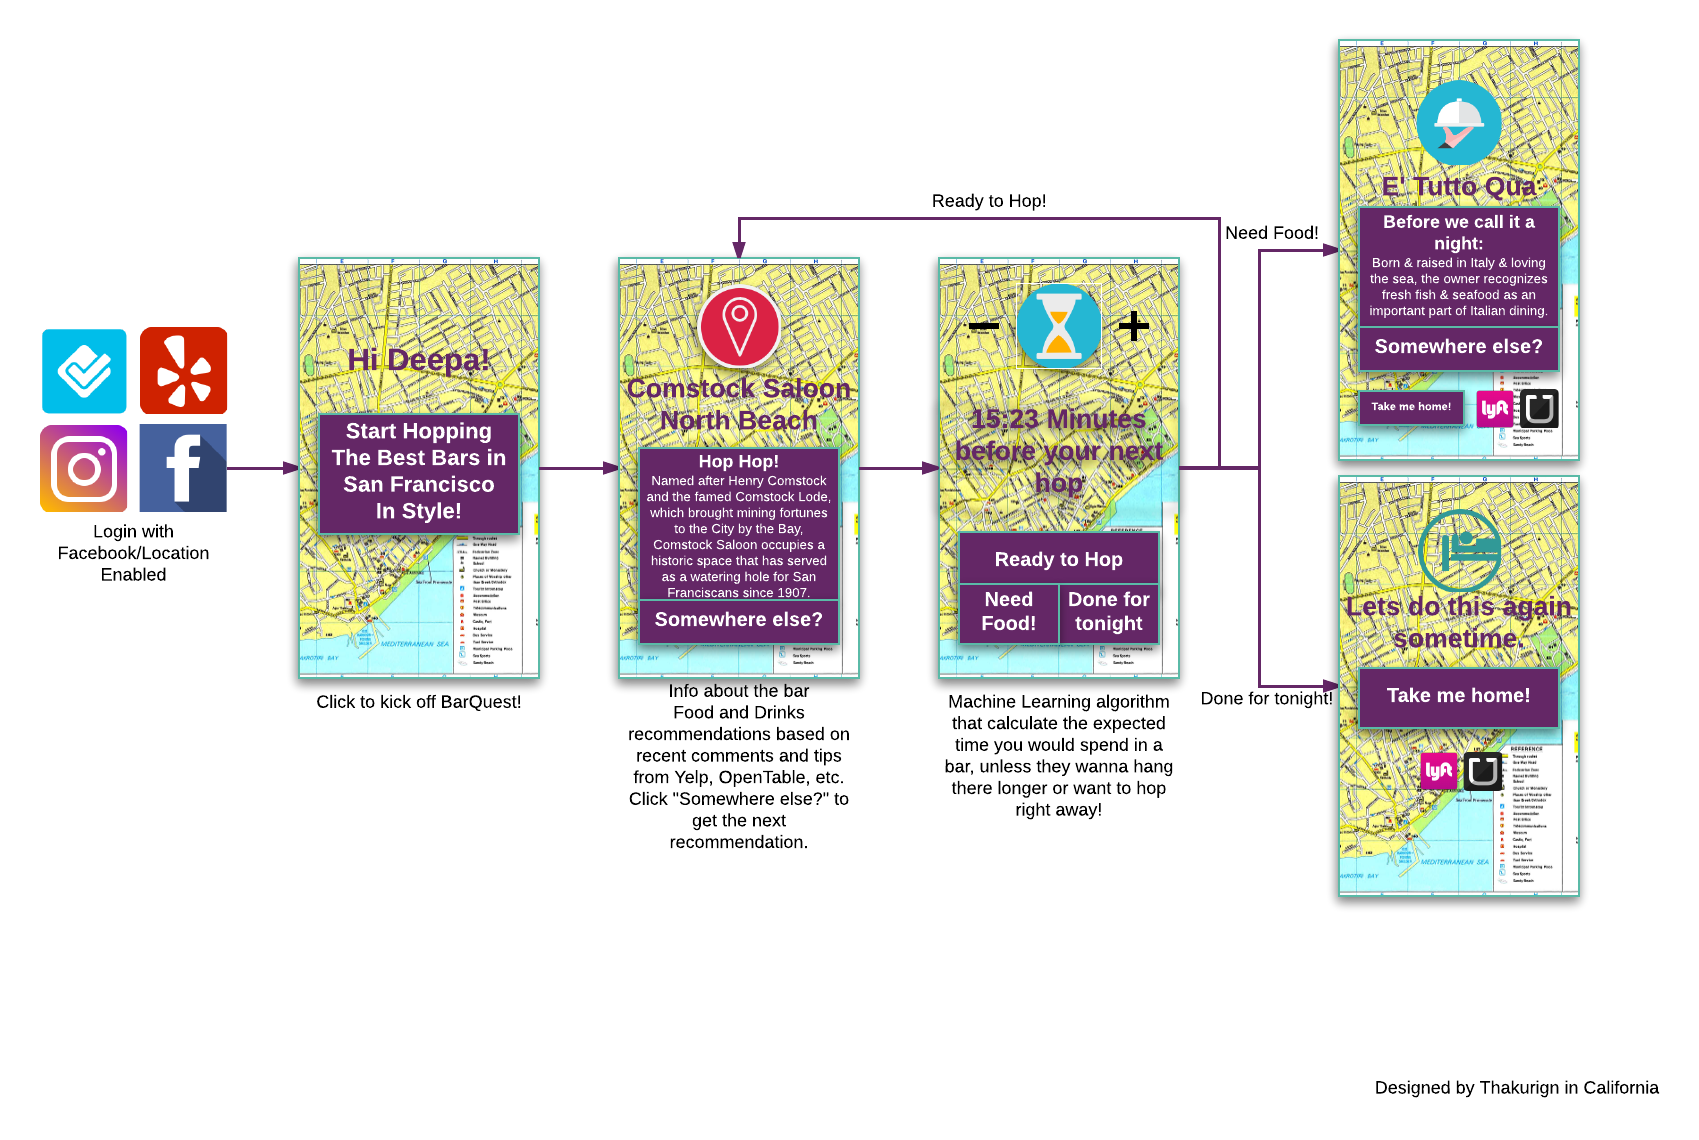 Login with
Facebook/Location
Enabled
Hi Deepa!
Start Hopping
The Best Bars in
San Francisco
In Style!
MEDITERRANEAN SEA
Click to kick off BarQuest!
Ready to Hop!
Comstock Saloon
North Beach
Hop Hop!
Named after Henry Comstock
and the famed Comstock Lode,
which brought mining fortunes
to the City by the Bay,
Comstock Saloon occupies a
historic space that has served
as a watering hole for San
Franciscans since 1907.
Somewhere else?
Info about the bar
Food and Drinks
recommendations based on
recent comments and tips
from Yelp, OpenTable, etc.
Click "Somewhere else?" to
get the next
recommendation.
15:23 Minutes
before your next
hop
Ready to Hop
Need
Food!
Done for
tonight
Machine Learning algorithm
that calculate the expected
time you would spend in a
bar, unless they wanna hang
there longer or want to hop
right away!
Need Food!
E' Tutto Qua
Before we call it a
night:
Born & raised in Italy & loving
the sea, the owner recognizes
fresh fish & seafood as an
important part of Italian dining.
Somewhere else?
Take me home!
lyft
Done for tonight!
Lets do this again
sometime.
Take me home!
lyft
REFERENCE
MEDITERRANEAN SEA
Designed by Thakurign in California